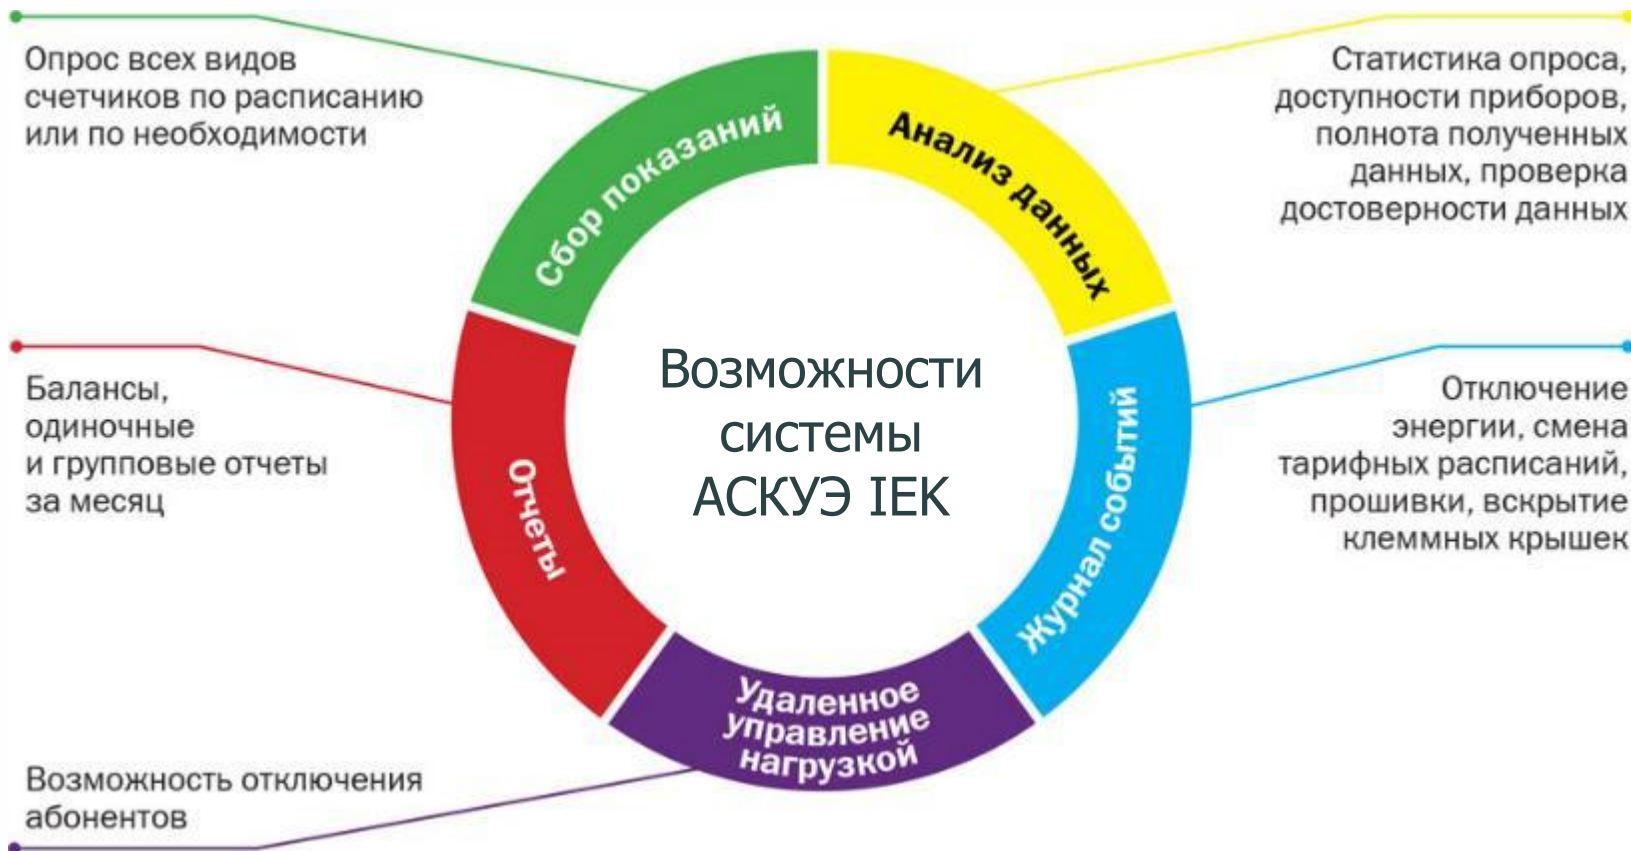 Опрос всех видов
счетчиков по расписанию
или по необходимости
Сбор показаний
Анализ данных
Статистика опроса,
доступности приборов,
полнота полученных
данных, проверка
достоверности данных
Возможности
системы
АСКУЭ IEK
Балансы,
одиночные
и групповые отчеты
за месяц
Отчеты
Журнал событий
Отключение
энергии, смена
тарифных расписаний,
прошивки, вскрытие
клеммных крышек
Удаленное
управление
нагрузкой
Возможность отключения
абонентов